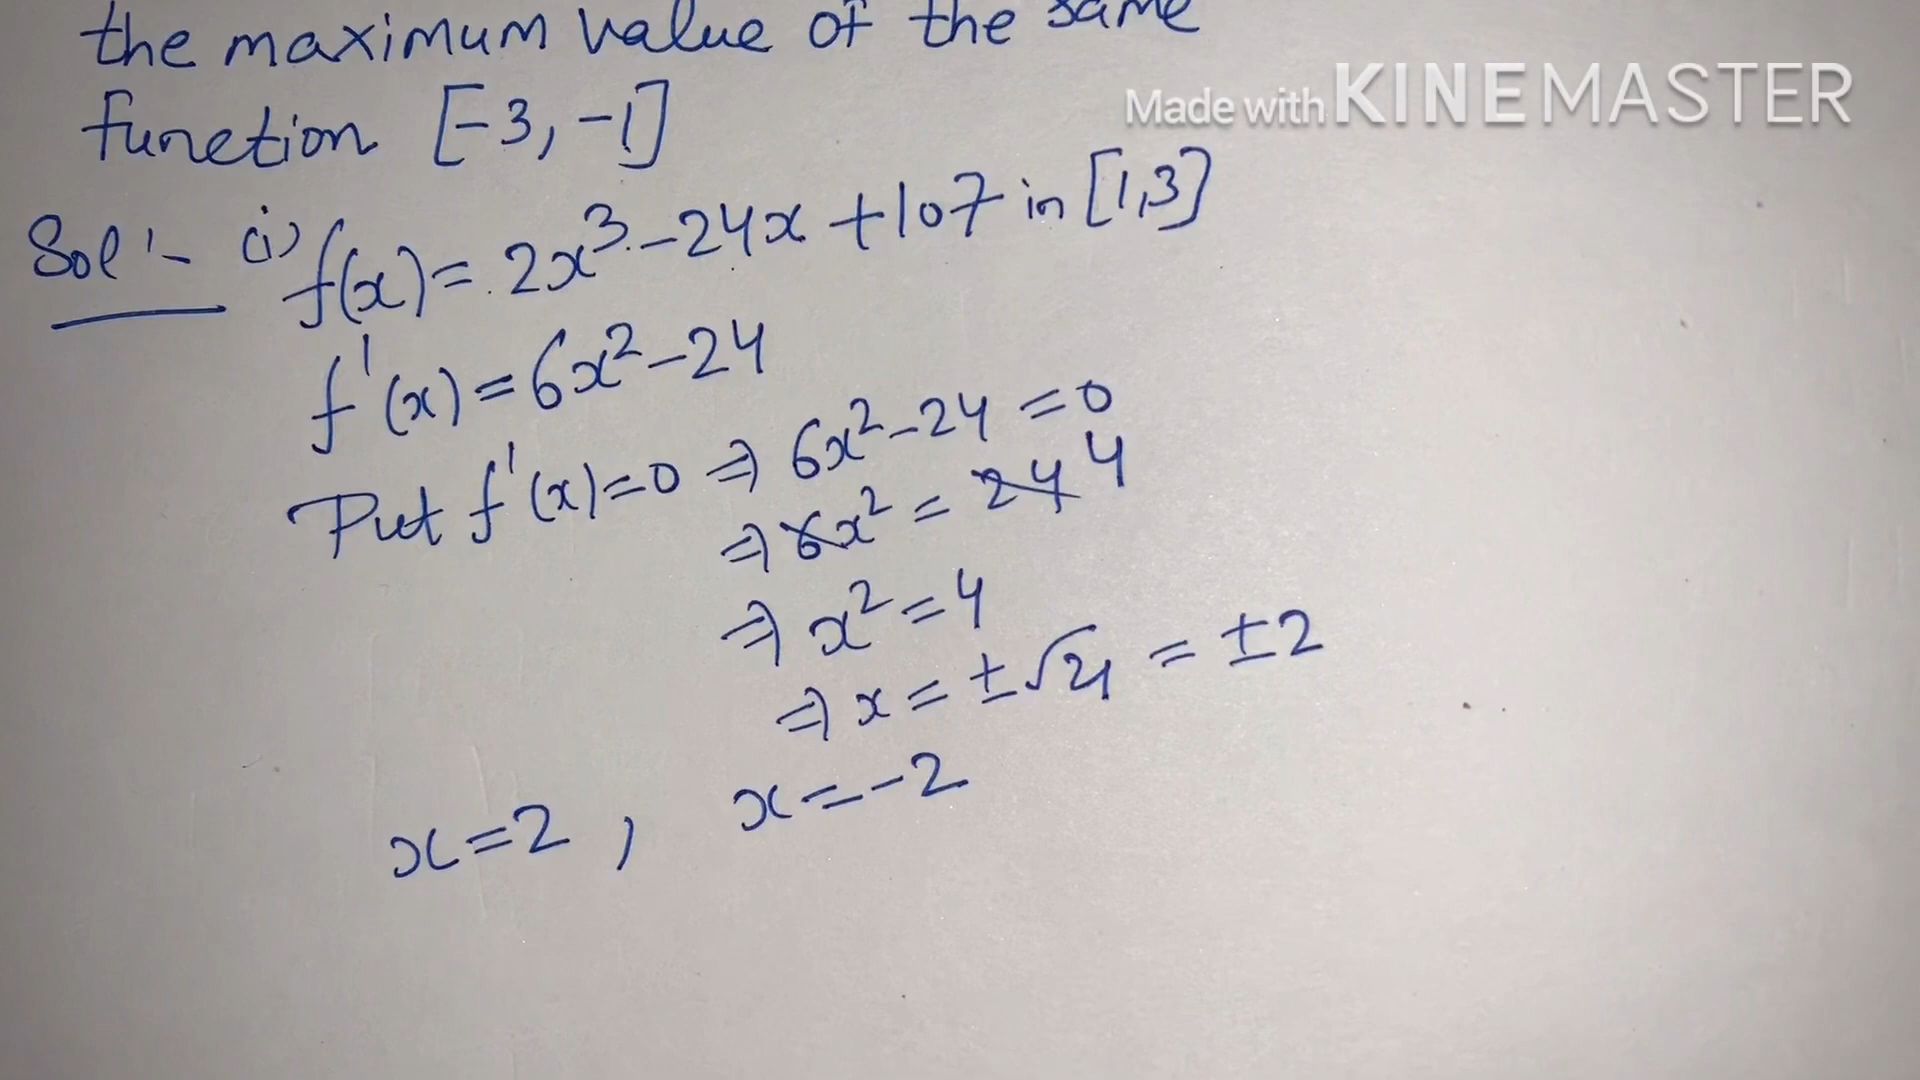 the maximum value of the same
function [-3, -1]
Made with KINEMASTER
Sol:- (i) f(x) = 2x³ - 24x + 107 in [1,3]
f'(x) = 6x² - 24
Put f'(x) = 0 ⇒ 6x² - 24 = 0
⇒ 6x² = 24 4
⇒ x² = 4
⇒ x = ±√4 = ±2
x = 2 , x = -2